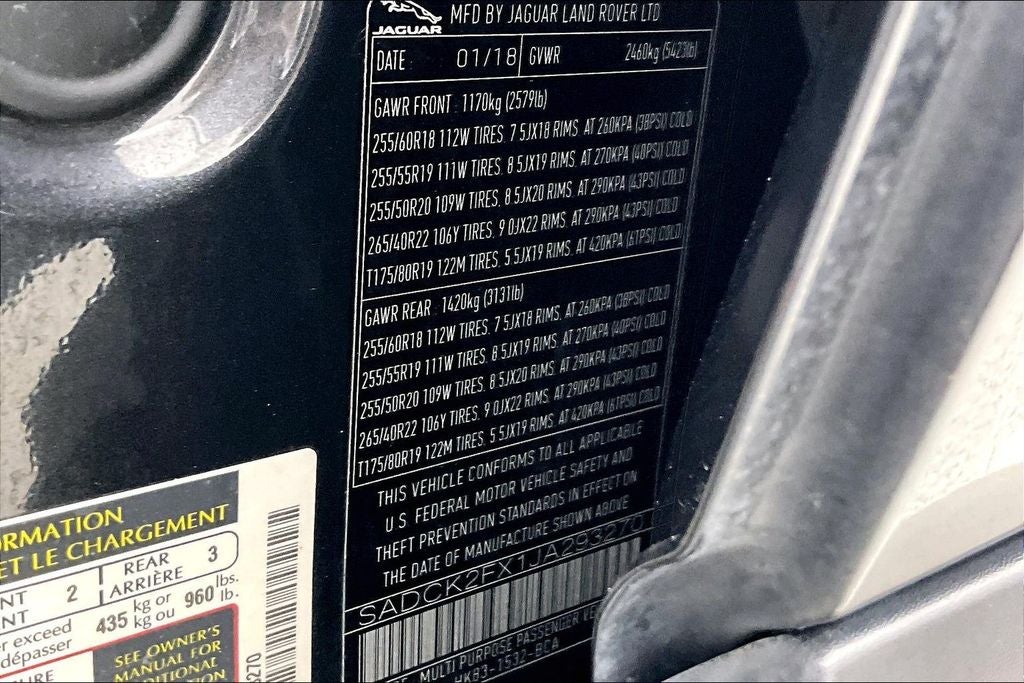 JAGUAR
MFD BY JAGUAR LAND ROVER LTD
DATE: 01/18 GVWR 2460kg (5423lb)
GAWR FRONT: 1170kg (2579lb)
255/60R18 112W TIRES, 7.5JX18 RIMS, AT 260KPA (38PSI) COLD
255/55R19 111W TIRES, 8.5JX19 RIMS, AT 270KPA (40PSI) COLD
255/50R20 109W TIRES, 8.5JX20 RIMS, AT 290KPA (43PSI) COLD
265/40R22 106Y TIRES, 9.0JX22 RIMS, AT 290KPA (43PSI) COLD
T175/80R19 122M TIRES, 5.5JX19 RIMS, AT 420KPA (61PSI) COLD
GAWR REAR: 1420kg (3131lb)
255/60R18 112W TIRES, 7.5JX18 RIMS, AT 260KPA (38PSI) COLD
255/55R19 111W TIRES, 8.5JX19 RIMS, AT 270KPA (40PSI) COLD
255/50R20 109W TIRES, 8.5JX20 RIMS, AT 290KPA (43PSI) COLD
265/40R22 106Y TIRES, 9.0JX22 RIMS, AT 290KPA (43PSI) COLD
T175/80R19 122M TIRES, 5.5JX19 RIMS, AT 420KPA (61PSI) COLD
THIS VEHICLE CONFORMS TO ALL APPLICABLE
U.S. FEDERAL MOTOR VEHICLE SAFETY AND
THEFT PREVENTION STANDARDS IN EFFECT ON
THE DATE OF MANUFACTURE SHOWN ABOVE
SADCK2FX1JA293270
MULTI PURPOSE PASSENGER VE
HK83-1532-BCA
ORMATION
ET LE CHARGEMENT
NT 2 REAR 3
NT ARRIÈRE
r exceed 435 kg or 960 lbs.
dépasser kg ou lb.
URE SEE OWNER'S
MANUAL FOR
DITIONAL
ION
3270